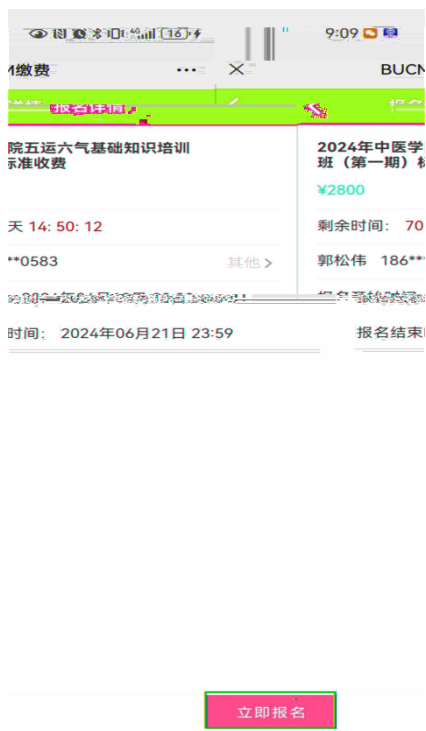 16
9:09
M缴费
BUCM
报名详情
报名
院五运六气基础知识培训
标准收费
2024年中医学
班（第一期）标
¥2800
天 14: 50: 12
剩余时间: 70
**0583
其他
郭松伟 186**
时间: 2024年06月21日 23:59
报名结束
立即报名